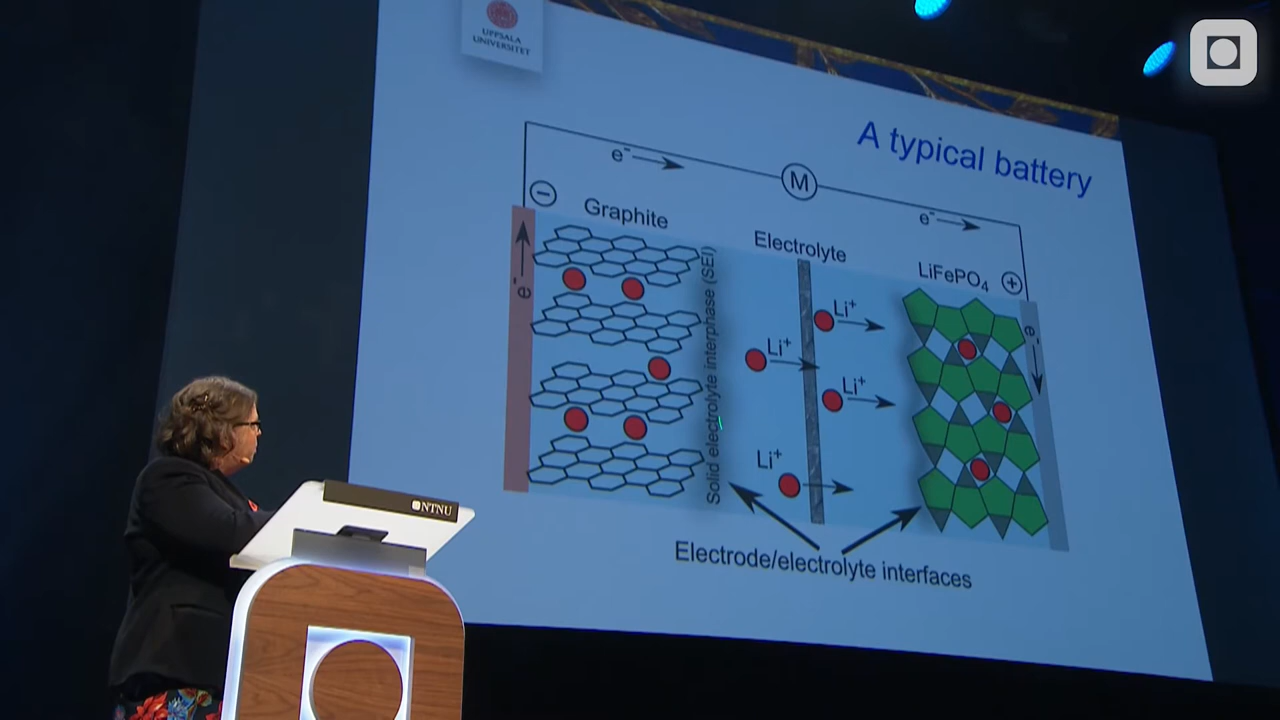 UPPSALA
UNIVERSITET
A typical battery
e⁻
M
e⁻
−
Graphite
Electrolyte
LiFePO₄
+
e⁻
e⁻
Solid electrolyte interphase (SEI)
Li⁺
Li⁺
Li⁺
Li⁺
Electrode/electrolyte interfaces
NTNU